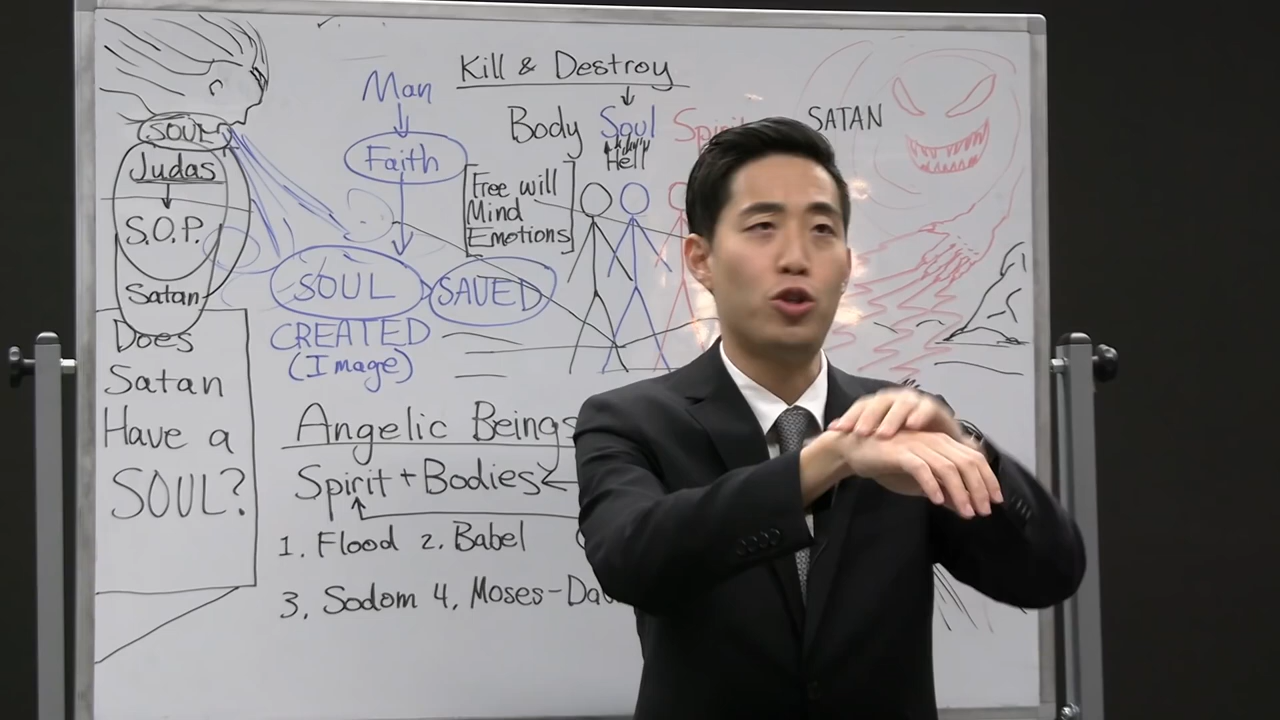 Kill & Destroy
Man
Body Soul Spirit SATAN
Hell
Faith
Free will
Mind
Emotions
SOUL
Judas
S.O.P.
Satan
SOUL SAVED
CREATED
(Image)
Does
Satan
Have a
SOUL?
Angelic Beings
Spirit + Bodies
1. Flood 2. Babel
3. Sodom 4. Moses-